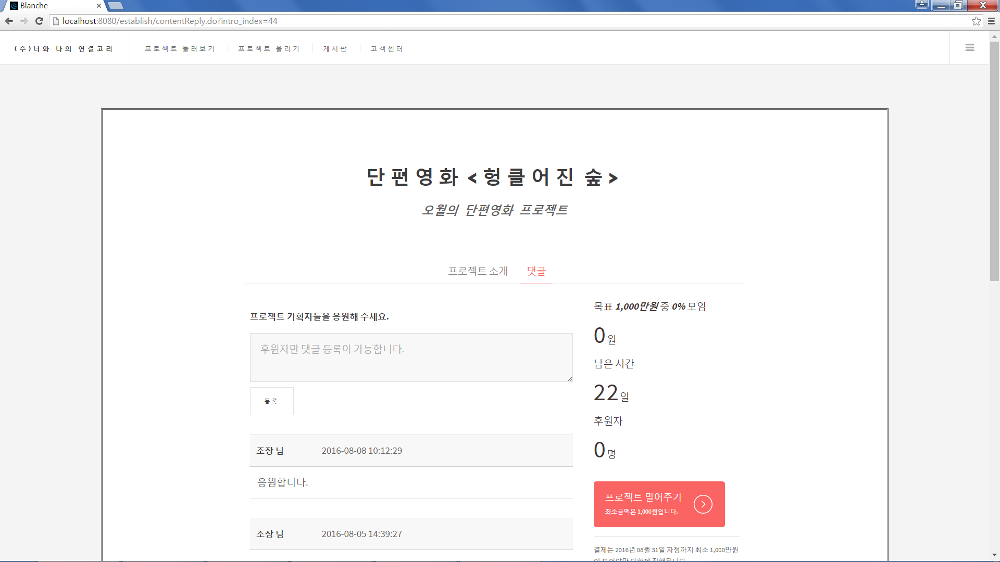 Blanche
localhost:8080/establish/contentReply.do?intro_index=44
(주)너와 나의 연결고리
프로젝트 둘러보기
프로젝트 올리기
게시판
고객센터
단편영화 <헝클어진 숲>
오월의 단편영화 프로젝트
프로젝트 소개
댓글
프로젝트 기획자들을 응원해 주세요.
후원자만 댓글 등록이 가능합니다.
등록
조장 님 2016-08-08 10:12:29
응원합니다.
조장 님 2016-08-05 14:39:27
목표 1,000만원 중 0% 모임
0 원
남은 시간
22 일
후원자
0 명
프로젝트 밀어주기
최소금액은 1,000원입니다.
결제는 2016년 08월 31일 자정까지 최소 1,000만원